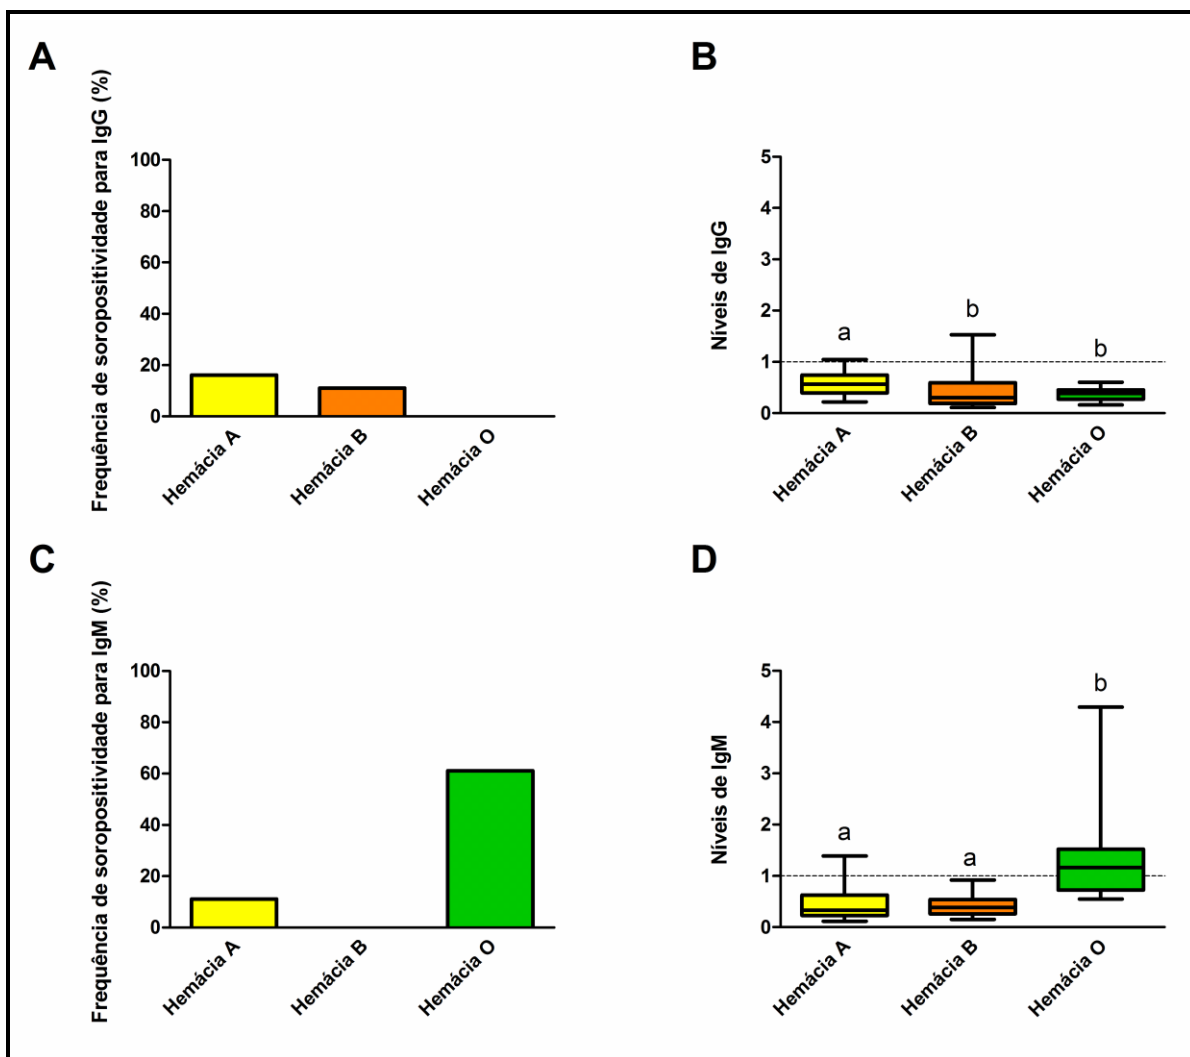 A
Frequência de soropositividade para IgG (%)
100
80
60
40
20
0
Hemácia A
Hemácia B
Hemácia O
B
Níveis de IgG
5
4
3
2
1
0
a
b
b
Hemácia A
Hemácia B
Hemácia O
C
Frequência de soropositividade para IgM (%)
100
80
60
40
20
0
Hemácia A
Hemácia B
Hemácia O
D
Níveis de IgM
5
4
3
2
1
0
a
a
b
Hemácia A
Hemácia B
Hemácia O